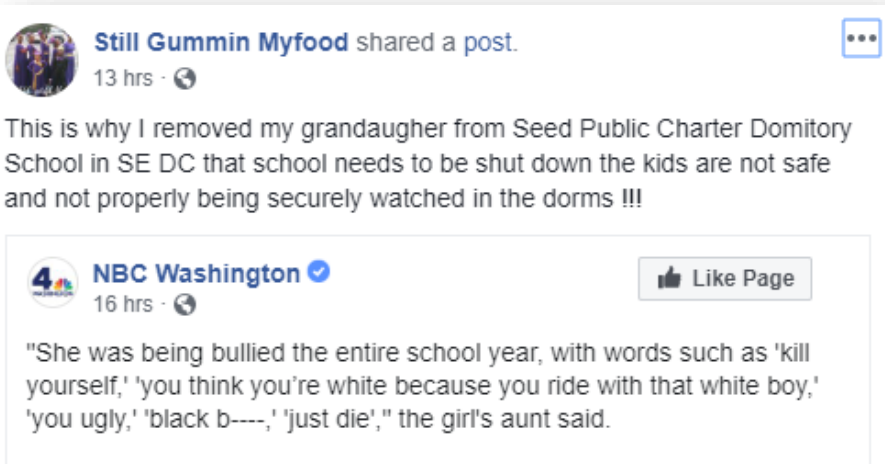 Still Gummin Myfood shared a post.
13 hrs ·
This is why I removed my grandaugher from Seed Public Charter Domitory
School in SE DC that school needs to be shut down the kids are not safe
and not properly being securely watched in the dorms !!!
4
NBC Washington
Like Page
16 hrs ·
"She was being bullied the entire school year, with words such as 'kill
yourself,' 'you think you’re white because you ride with that white boy,'
'you ugly,' 'black b----,' 'just die'," the girl's aunt said.